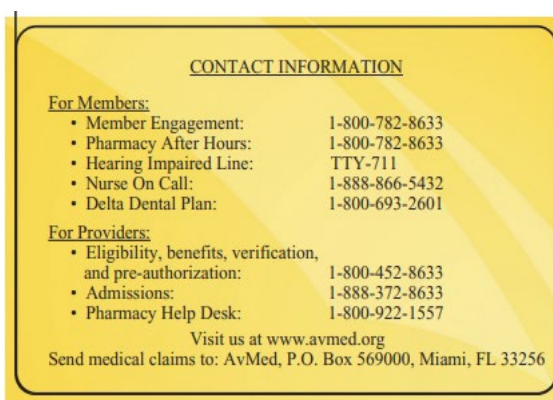 CONTACT INFORMATION
For Members:
• Member Engagement: 1-800-782-8633
• Pharmacy After Hours: 1-800-782-8633
• Hearing Impaired Line: TTY-711
• Nurse On Call: 1-888-866-5432
• Delta Dental Plan: 1-800-693-2601
For Providers:
• Eligibility, benefits, verification,
and pre-authorization: 1-800-452-8633
• Admissions: 1-888-372-8633
• Pharmacy Help Desk: 1-800-922-1557
Visit us at www.avmed.org
Send medical claims to: AvMed, P.O. Box 569000, Miami, FL 33256